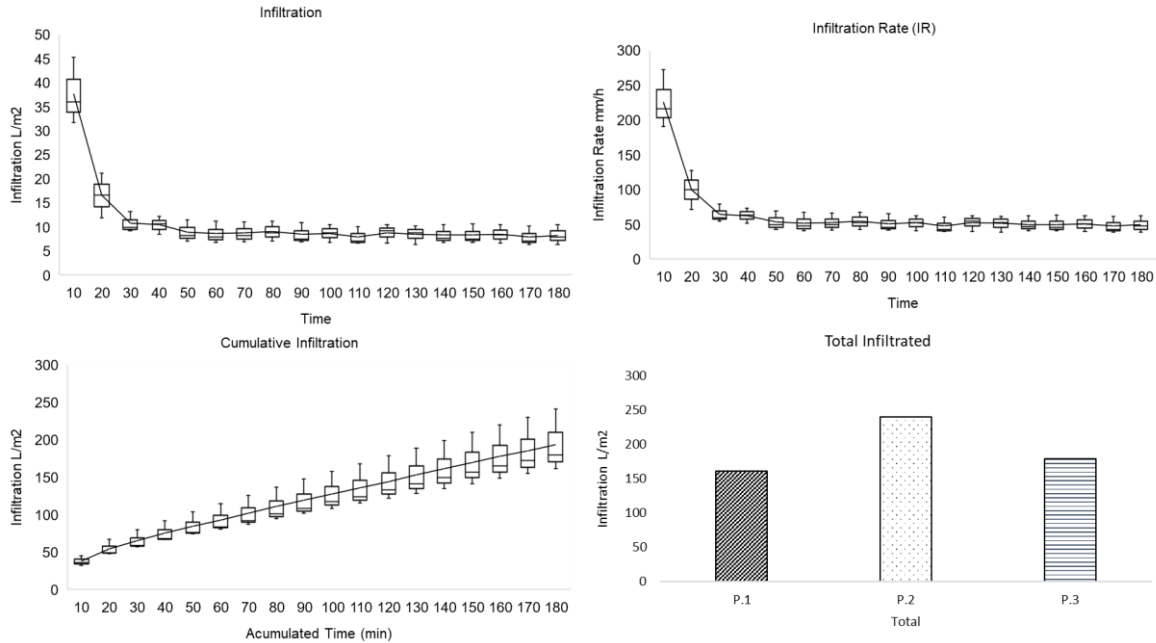 Infiltration
Infiltration L/m2
50
45
40
35
30
25
20
15
10
5
0
10 20 30 40 50 60 70 80 90 100 110 120 130 140 150 160 170 180
Time
Infiltration Rate (IR)
Infiltration Rate mm/h
300
250
200
150
100
50
0
10 20 30 40 50 60 70 80 90 100 110 120 130 140 150 160 170 180
Time
Cumulative Infiltration
Infiltration L/m2
300
250
200
150
100
50
0
10 20 30 40 50 60 70 80 90 100 110 120 130 140 150 160 170 180
Acumulated Time (min)
Total Infiltrated
Infiltration L/m2
300
250
200
150
100
50
0
P.1 P.2 P.3
Total